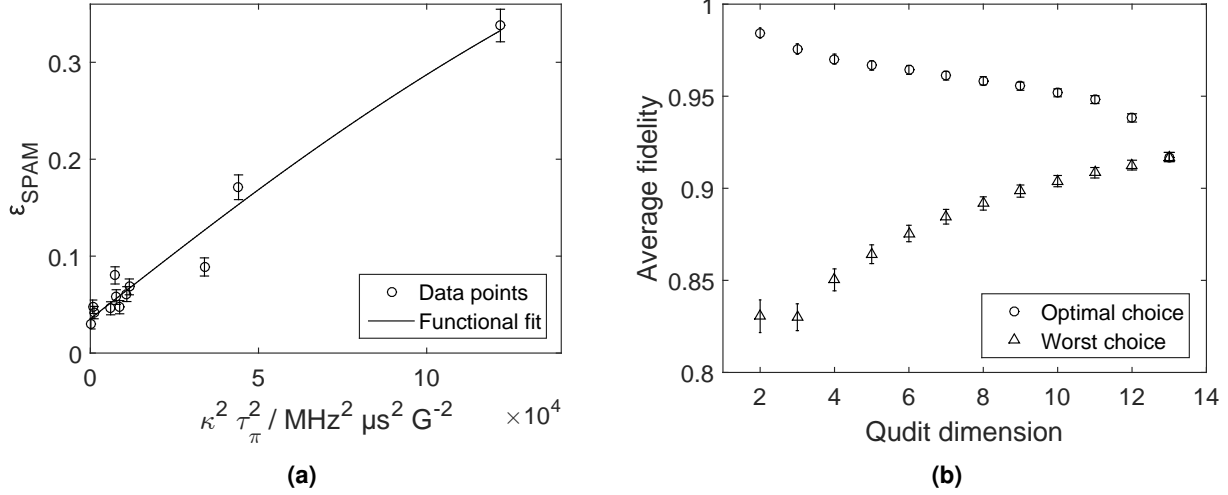 0.3
0.2
0.1
0
ε_SPAM
0 5 10
×10⁴
κ² τ_π² / MHz² µs² G⁻²
Data points
Functional fit
(a)
1
0.95
0.9
0.85
0.8
Average fidelity
2 4 6 8 10 12 14
Qudit dimension
Optimal choice
Worst choice
(b)